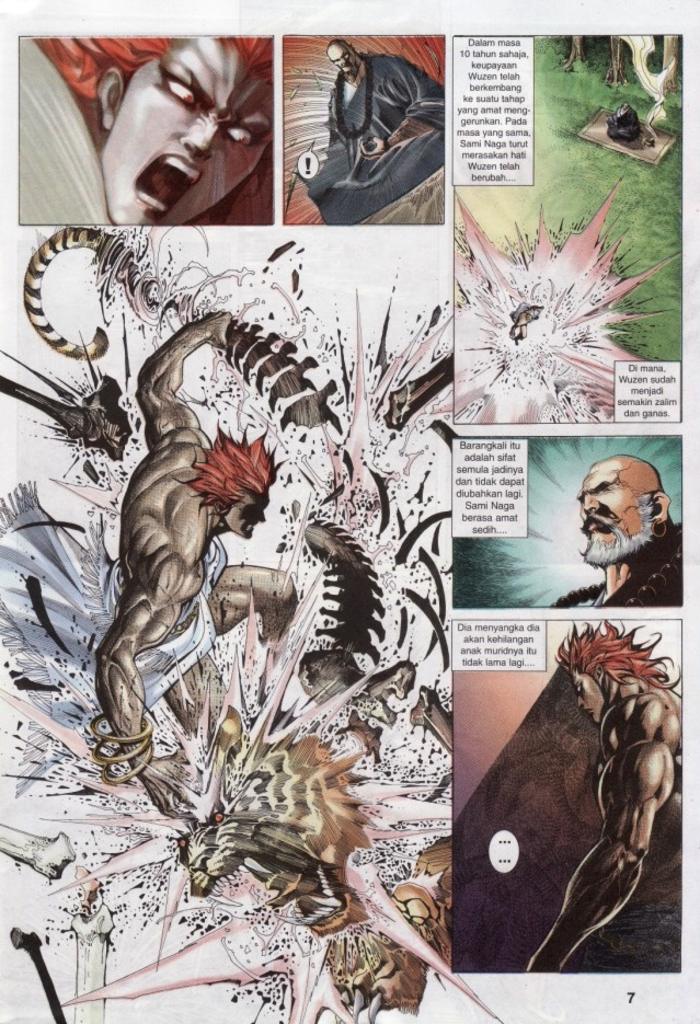 !
Dalam masa
10 tahun sahaja,
keupayaan
Wuzen telah
berkembang
ke suatu tahap
yang amat meng-
gerunkan. Pada
masa yang sama,
Sami Naga turut
merasakan hati
Wuzen telah
berubah....
Di mana,
Wuzen sudah
menjadi
semakin zalim
dan ganas.
Barangkali itu
adalah sifat
semula jadinya
dan tidak dapat
diubahkan lagi.
Sami Naga
berasa amat
sedih....
Dia menyangka dia
akan kehilangan
anak muridnya itu
tidak lama lagi....
...
...
7